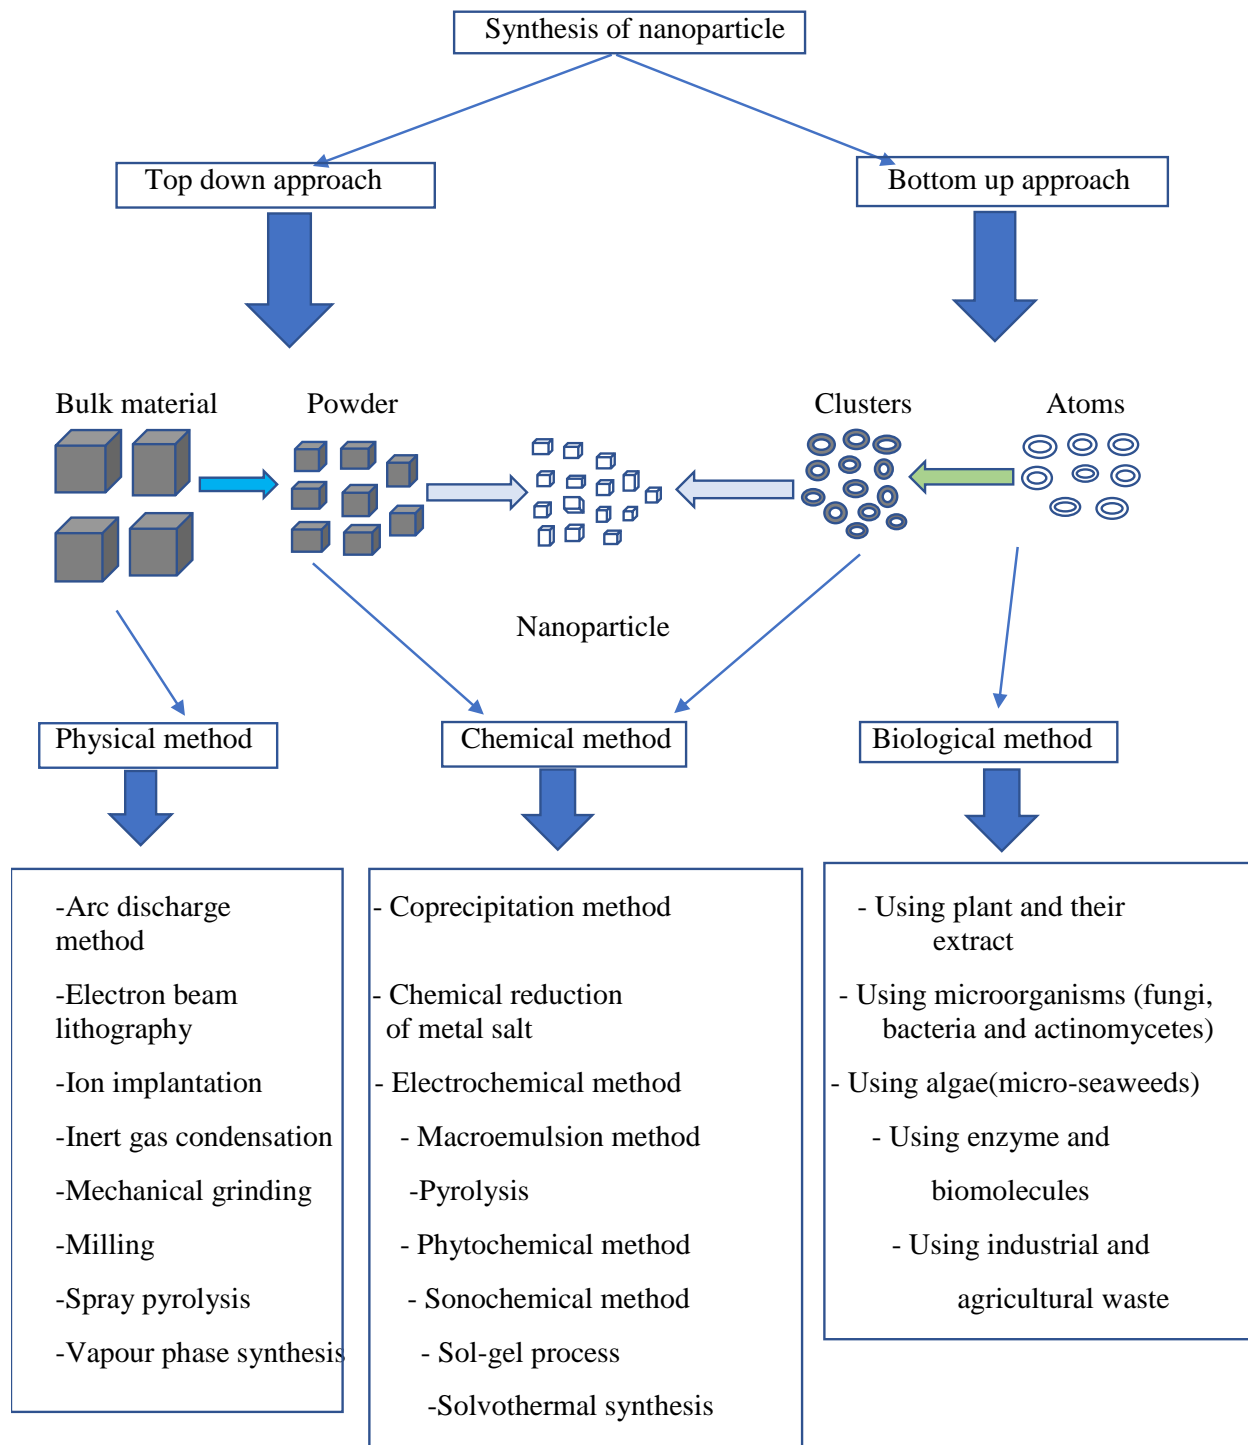 Synthesis of nanoparticle
Top down approach
Bottom up approach
Bulk material
Powder
Clusters
Atoms
Nanoparticle
Physical method
Chemical method
Biological method
-Arc discharge
method
-Electron beam
lithography
-Ion implantation
-Inert gas condensation
-Mechanical grinding
-Milling
-Spray pyrolysis
-Vapour phase synthesis
- Coprecipitation method
- Chemical reduction
of metal salt
- Electrochemical method
- Macroemulsion method
-Pyrolysis
- Phytochemical method
- Sonochemical method
- Sol-gel process
-Solvothermal synthesis
- Using plant and their
extract
- Using microorganisms (fungi,
bacteria and actinomycetes)
- Using algae(micro-seaweeds)
- Using enzyme and
biomolecules
- Using industrial and
agricultural waste